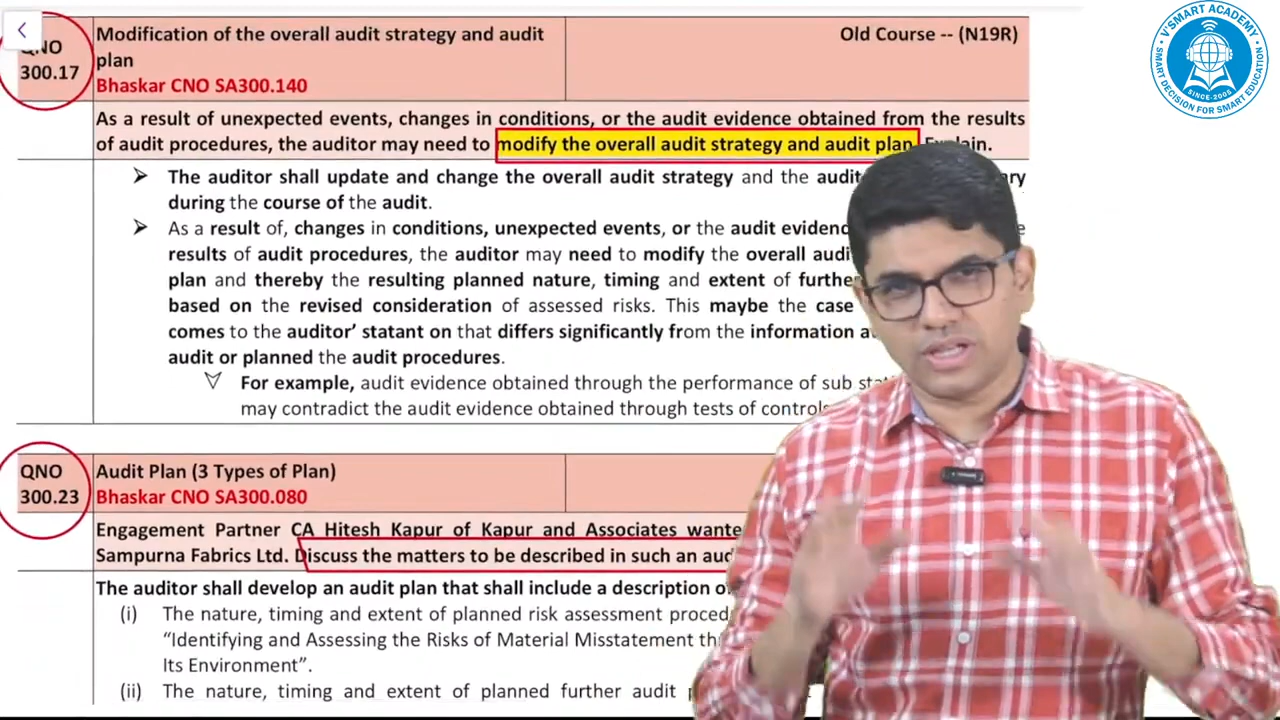 QNO
300.17
Modification of the overall audit strategy and audit
plan
Bhaskar CNO SA300.140
Old Course -- (N19R)
As a result of unexpected events, changes in conditions, or the audit evidence obtained from the results
of audit procedures, the auditor may need to modify the overall audit strategy and audit plan.
➢ The auditor shall update and change the overall audit strategy and the audit
during the course of the audit.
➢ As a result of, changes in conditions, unexpected events, or the audit
results of audit procedures, the auditor may need to modify the overall
plan and thereby the resulting planned nature, timing and extent of
based on the revised consideration of assessed risks. This maybe the case
comes to the auditor’ statant on that differs significantly from the information
audit or planned the audit procedures.
For example, audit evidence obtained through the performance of sub
may contradict the audit evidence obtained through tests of controls
QNO
300.23
Audit Plan (3 Types of Plan)
Bhaskar CNO SA300.080
Engagement Partner CA Hitesh Kapur of Kapur and Associates
Sampurna Fabrics Ltd. Discuss the matters to be described in such an
The auditor shall develop an audit plan that shall include a description
(i) The nature, timing and extent of planned risk assessment
“Identifying and Assessing the Risks of Material Misstatement
Its Environment”.
(ii) The nature, timing and extent of planned further audit
V'SMART ACADEMY
SMART DECISION FOR SMART EDUCATION
SINCE-2005